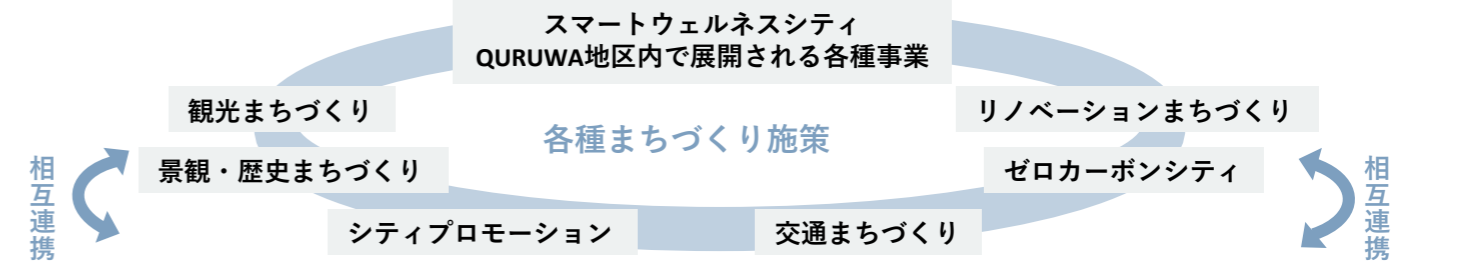 スマートウェルネスシティ
QURUWA地区内で展開される各種事業
観光まちづくり
リノベーションまちづくり
各種まちづくり施策
景観・歴史まちづくり
ゼロカーボンシティ
相互連携
相互連携
シティプロモーション
交通まちづくり